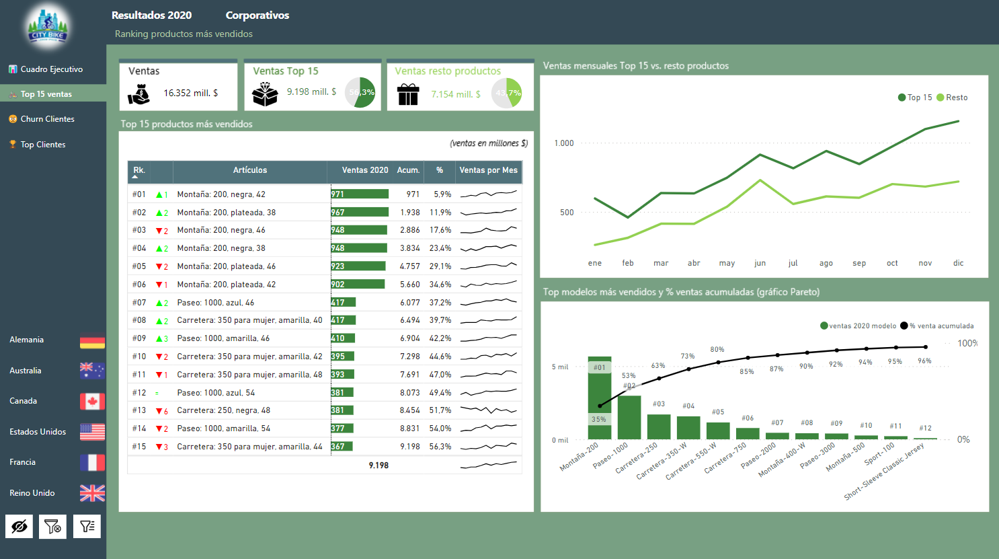 Resultados 2020 Corporativos
Ranking productos más vendidos
CITY BIKE
Cuadro Ejecutivo
Top 15 ventas
Churn Clientes
Top Clientes
Alemania
Australia
Canada
Estados Unidos
Francia
Reino Unido
Ventas
16.352 mill. $
Ventas Top 15
9.198 mill. $
56,3%
Ventas resto productos
7.154 mill. $
43,7%
Top 15 productos más vendidos
(ventas en millones $)
Rk. Artículos Ventas 2020 Acum. % Ventas por Mes
#01 ▲1 Montaña: 200, negra, 42 971 971 5,9%
#02 ▲2 Montaña: 200, plateada, 38 967 1.938 11,9%
#03 ▼2 Montaña: 200, negra, 46 948 2.886 17,6%
#04 ▲2 Montaña: 200, negra, 38 948 3.834 23,4%
#05 ▼2 Montaña: 200, plateada, 46 923 4.757 29,1%
#06 ▼1 Montaña: 200, plateada, 42 902 5.660 34,6%
#07 ▲2 Paseo: 1000, azul, 46 417 6.077 37,2%
#08 ▲2 Carretera: 350 para mujer, amarilla, 40 417 6.494 39,7%
#09 ▲3 Paseo: 1000, amarilla, 46 410 6.904 42,2%
#10 ▼2 Carretera: 350 para mujer, amarilla, 42 395 7.298 44,6%
#11 ▼1 Carretera: 350 para mujer, amarilla, 48 393 7.691 47,0%
#12 = Paseo: 1000, azul, 54 381 8.073 49,4%
#13 ▼6 Carretera: 250, negra, 48 381 8.454 51,7%
#14 ▼2 Paseo: 1000, amarilla, 54 377 8.831 54,0%
#15 ▼3 Carretera: 350 para mujer, amarilla, 44 367 9.198 56,3%
9.198
Ventas mensuales Top 15 vs. resto productos
Top 15 Resto
1.000
500
ene feb mar abr may jun jul ago sep oct nov dic
Top modelos más vendidos y % ventas acumuladas (gráfico Pareto)
ventas 2020 modelo % venta acumulada
100%
5 mil
0 mil
0%
#01 #02 #03 #04 #05 #06 #07 #08 #09 #10 #11 #12
35% 53% 63% 73% 80% 85% 87% 90% 92% 94% 95% 96%
Montaña-200
Paseo-1000
Carretera-250
Carretera-350-W
Carretera-550-W
Carretera-750
Paseo-2000
Montaña-400-W
Paseo-3000
Montaña-500
Sport-100
Short-Sleeve Classic Jersey